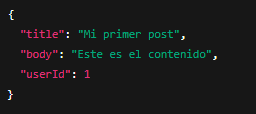 {
  "title": "Mi primer post",
  "body": "Este es el contenido",
  "userId": 1
}